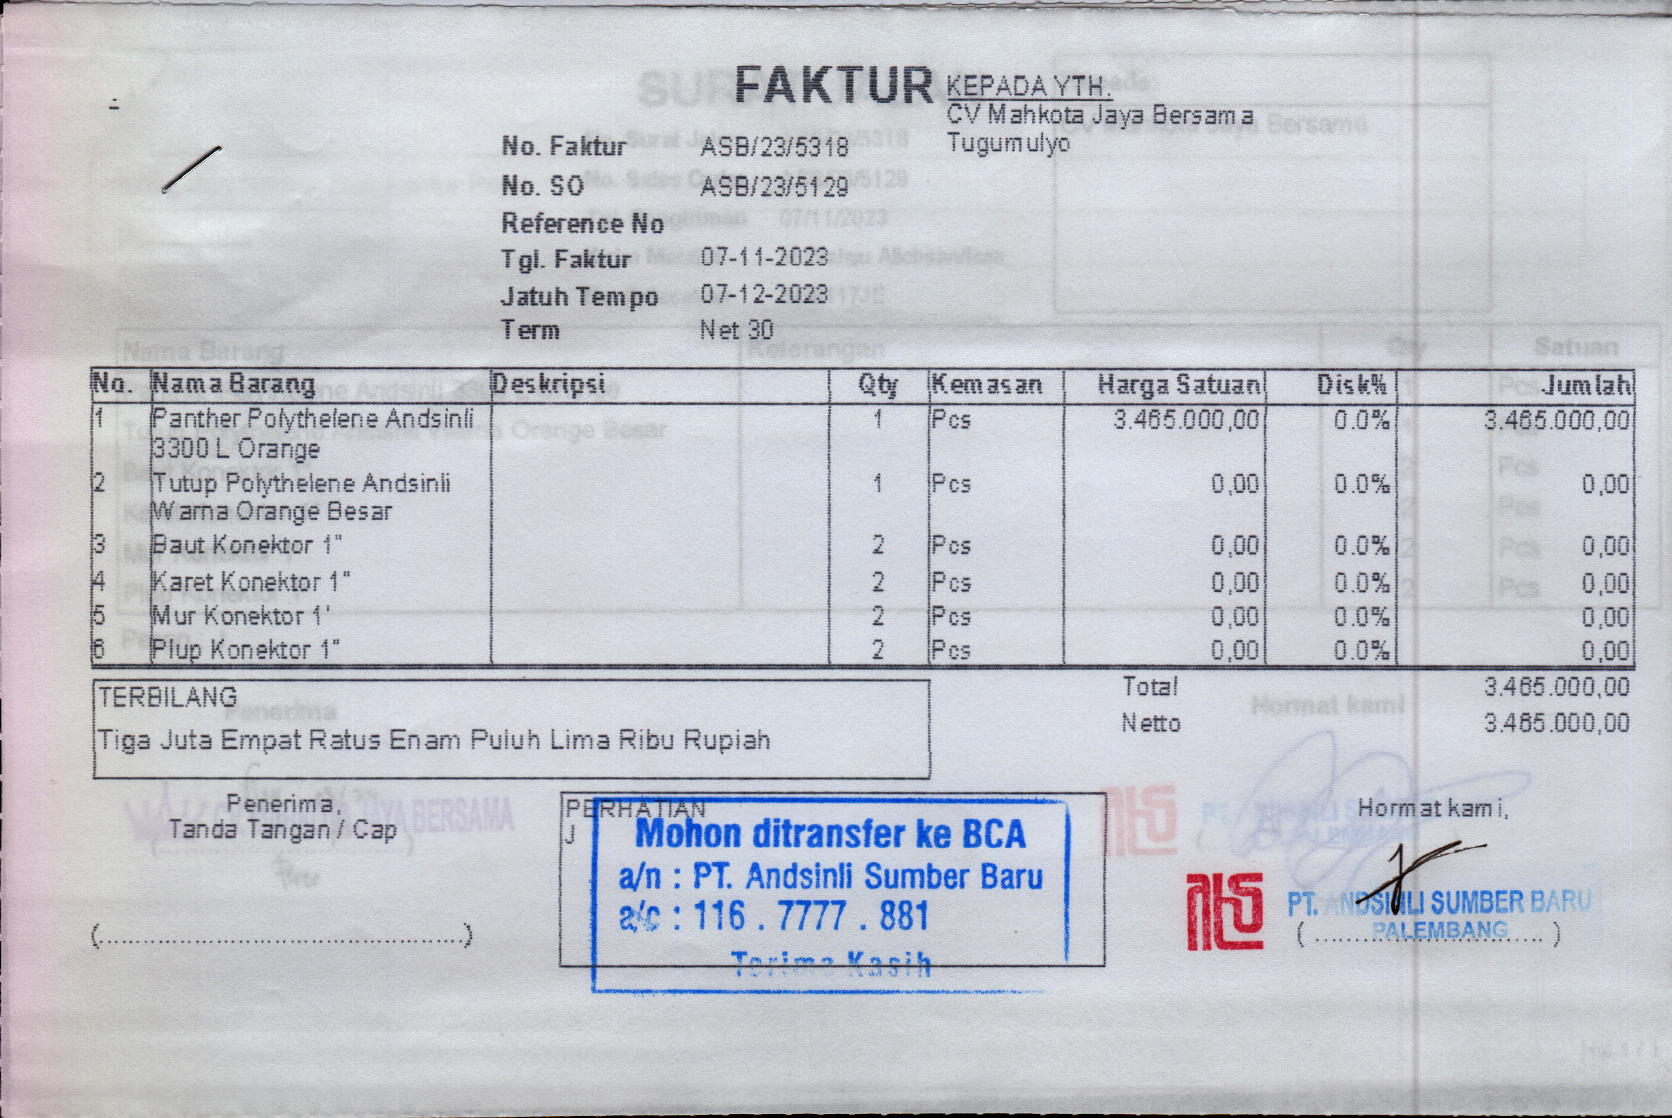 FAKTUR
KEPADA YTH.
CV Mahkota Jaya Bersama
Tugumulyo
No. Faktur ASB/23/5318
No. SO ASB/23/5129
Reference No
Tgl. Faktur 07-11-2023
Jatuh Tempo 07-12-2023
Term Net 30
No. Nama Barang Deskripsi Qty Kemasan Harga Satuan Disk% Jumlah
1 Panther Polythelene Andsinli 1 Pcs 3.465.000,00 0.0% 3.465.000,00
3300 L Orange
2 Tutup Polythelene Andsinli 1 Pcs 0,00 0.0% 0,00
Warna Orange Besar
3 Baut Konektor 1" 2 Pcs 0,00 0.0% 0,00
4 Karet Konektor 1" 2 Pcs 0,00 0.0% 0,00
5 Mur Konektor 1' 2 Pcs 0,00 0.0% 0,00
6 Plup Konektor 1" 2 Pcs 0,00 0.0% 0,00
Total 3.465.000,00
Netto 3.465.000,00
TERBILANG
Tiga Juta Empat Ratus Enam Puluh Lima Ribu Rupiah
Penerima,
Tanda Tangan / Cap
(................................................)
PERHATIAN
J
Mohon ditransfer ke BCA
a/n : PT. Andsinli Sumber Baru
a/c : 116 . 7777 . 881
Terima Kasih
Hormat kami,
PT. ANDSINLI SUMBER BARU
PALEMBANG
(................................)